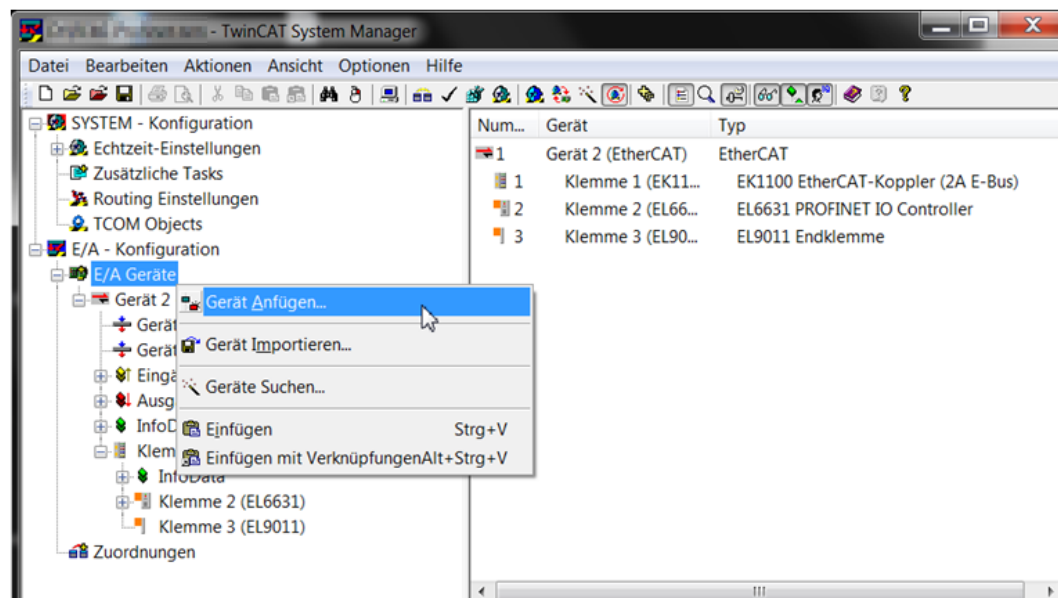 - TwinCAT System Manager
Datei Bearbeiten Aktionen Ansicht Optionen Hilfe
SYSTEM - Konfiguration
Echtzeit-Einstellungen
Zusätzliche Tasks
Routing Einstellungen
TCOM Objects
E/A - Konfiguration
E/A Geräte
Gerät 2
Gerät
Gerät
Eingä
Ausg
InfoD
Klem
InfoData
Klemme 2 (EL6631)
Klemme 3 (EL9011)
Zuordnungen
Gerät Anfügen...
Gerät Importieren...
Geräte Suchen...
Einfügen Strg+V
Einfügen mit VerknüpfungenAlt+Strg+V
Num... Gerät Typ
1 Gerät 2 (EtherCAT) EtherCAT
1 Klemme 1 (EK11... EK1100 EtherCAT-Koppler (2A E-Bus)
2 Klemme 2 (EL66... EL6631 PROFINET IO Controller
3 Klemme 3 (EL90... EL9011 Endklemme